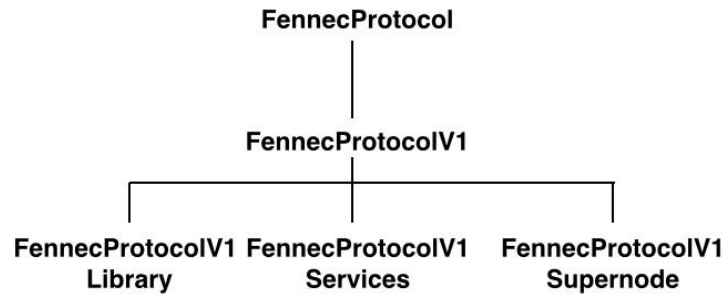 FennecProtocol
FennecProtocolV1
FennecProtocolV1 FennecProtocolV1 FennecProtocolV1
Library Services Supernode